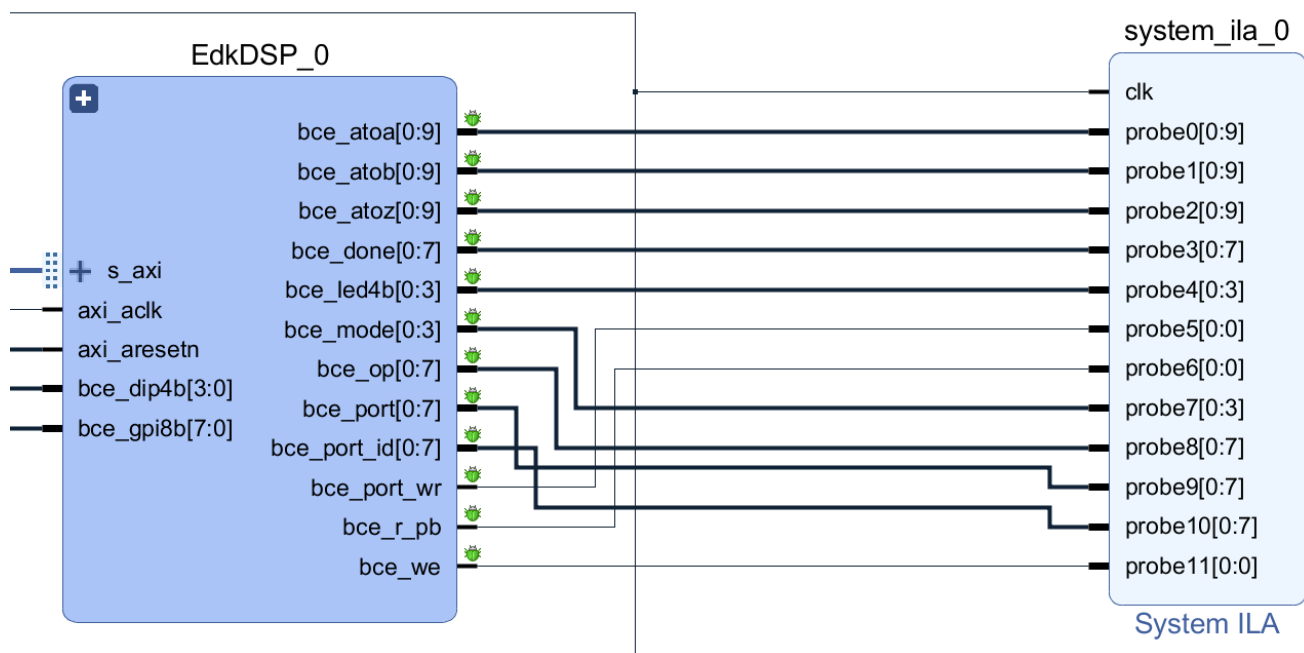 EdkDSP_0
bce_atoa[0:9]
bce_atob[0:9]
bce_atoz[0:9]
bce_done[0:7]
bce_led4b[0:3]
bce_mode[0:3]
bce_op[0:7]
bce_port[0:7]
bce_port_id[0:7]
bce_port_wr
bce_r_pb
bce_we
s_axi
axi_aclk
axi_aresetn
bce_dip4b[3:0]
bce_gpi8b[7:0]
system_ila_0
clk
probe0[0:9]
probe1[0:9]
probe2[0:9]
probe3[0:7]
probe4[0:3]
probe5[0:0]
probe6[0:0]
probe7[0:3]
probe8[0:7]
probe9[0:7]
probe10[0:7]
probe11[0:0]
System ILA